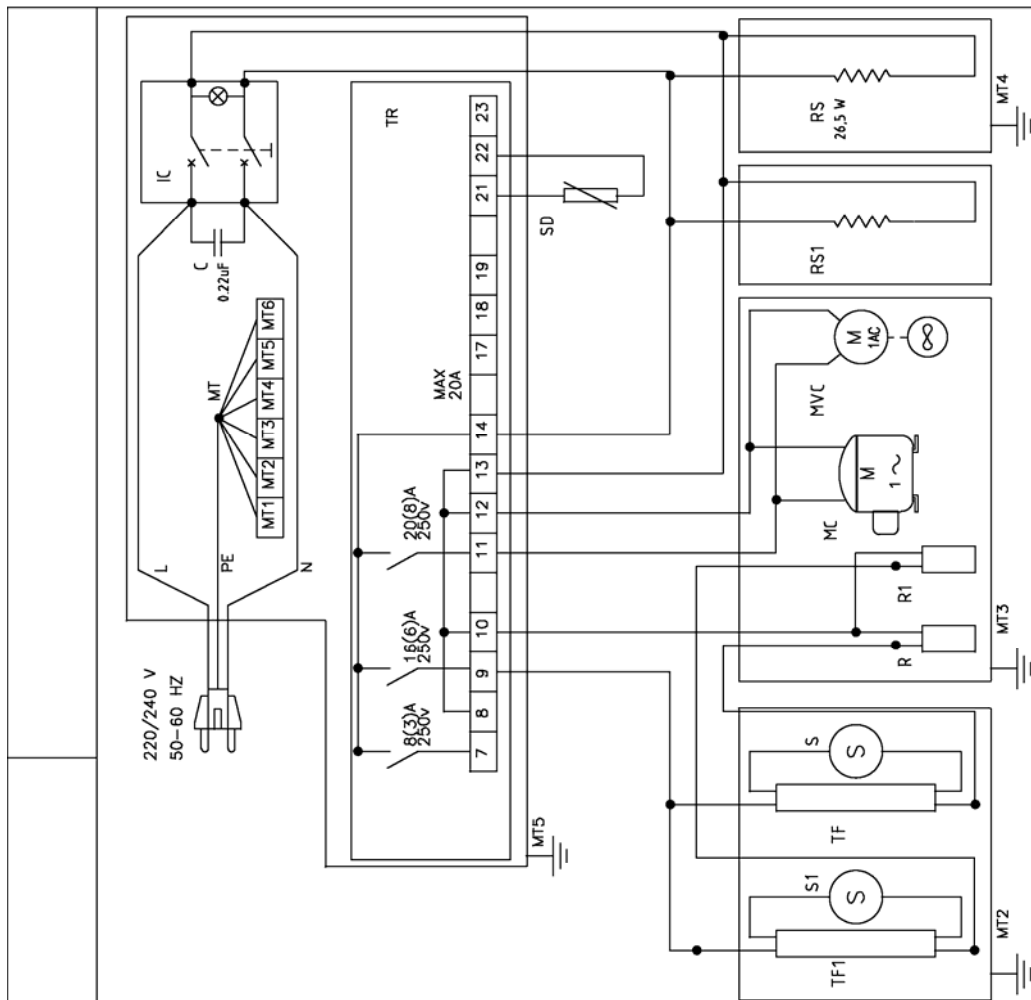 220/240 V
50-60 HZ
L
PE
N
MT
MT1 MT2 MT3 MT4 MT5 MT6
C
0.22uF
IC
TR
MAX
20A
8(3)A
250v
16(6)A
250v
20(8)A
250v
7 8 9 10 11 12 13 14 17 18 19 21 22 23
SD
MT5
TF1
S1
S
TF
S
S
MT2
R
R1
MC
M
1 ~
MVC
M
1AC
MT3
RS1
RS
26,5 W
MT4